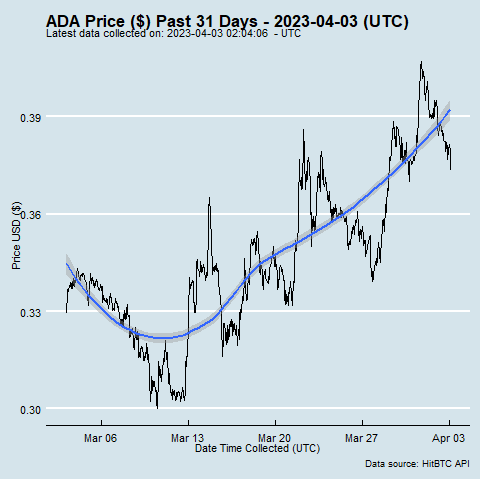 ADA Price ($) Past 31 Days - 2023-04-03 (UTC)
Latest data collected on: 2023-04-03 02:04:06 - UTC
Price USD ($)
0.39
0.36
0.33
0.30
Mar 06 Mar 13 Mar 20 Mar 27 Apr 03
Date Time Collected (UTC)
Data source: HitBTC API